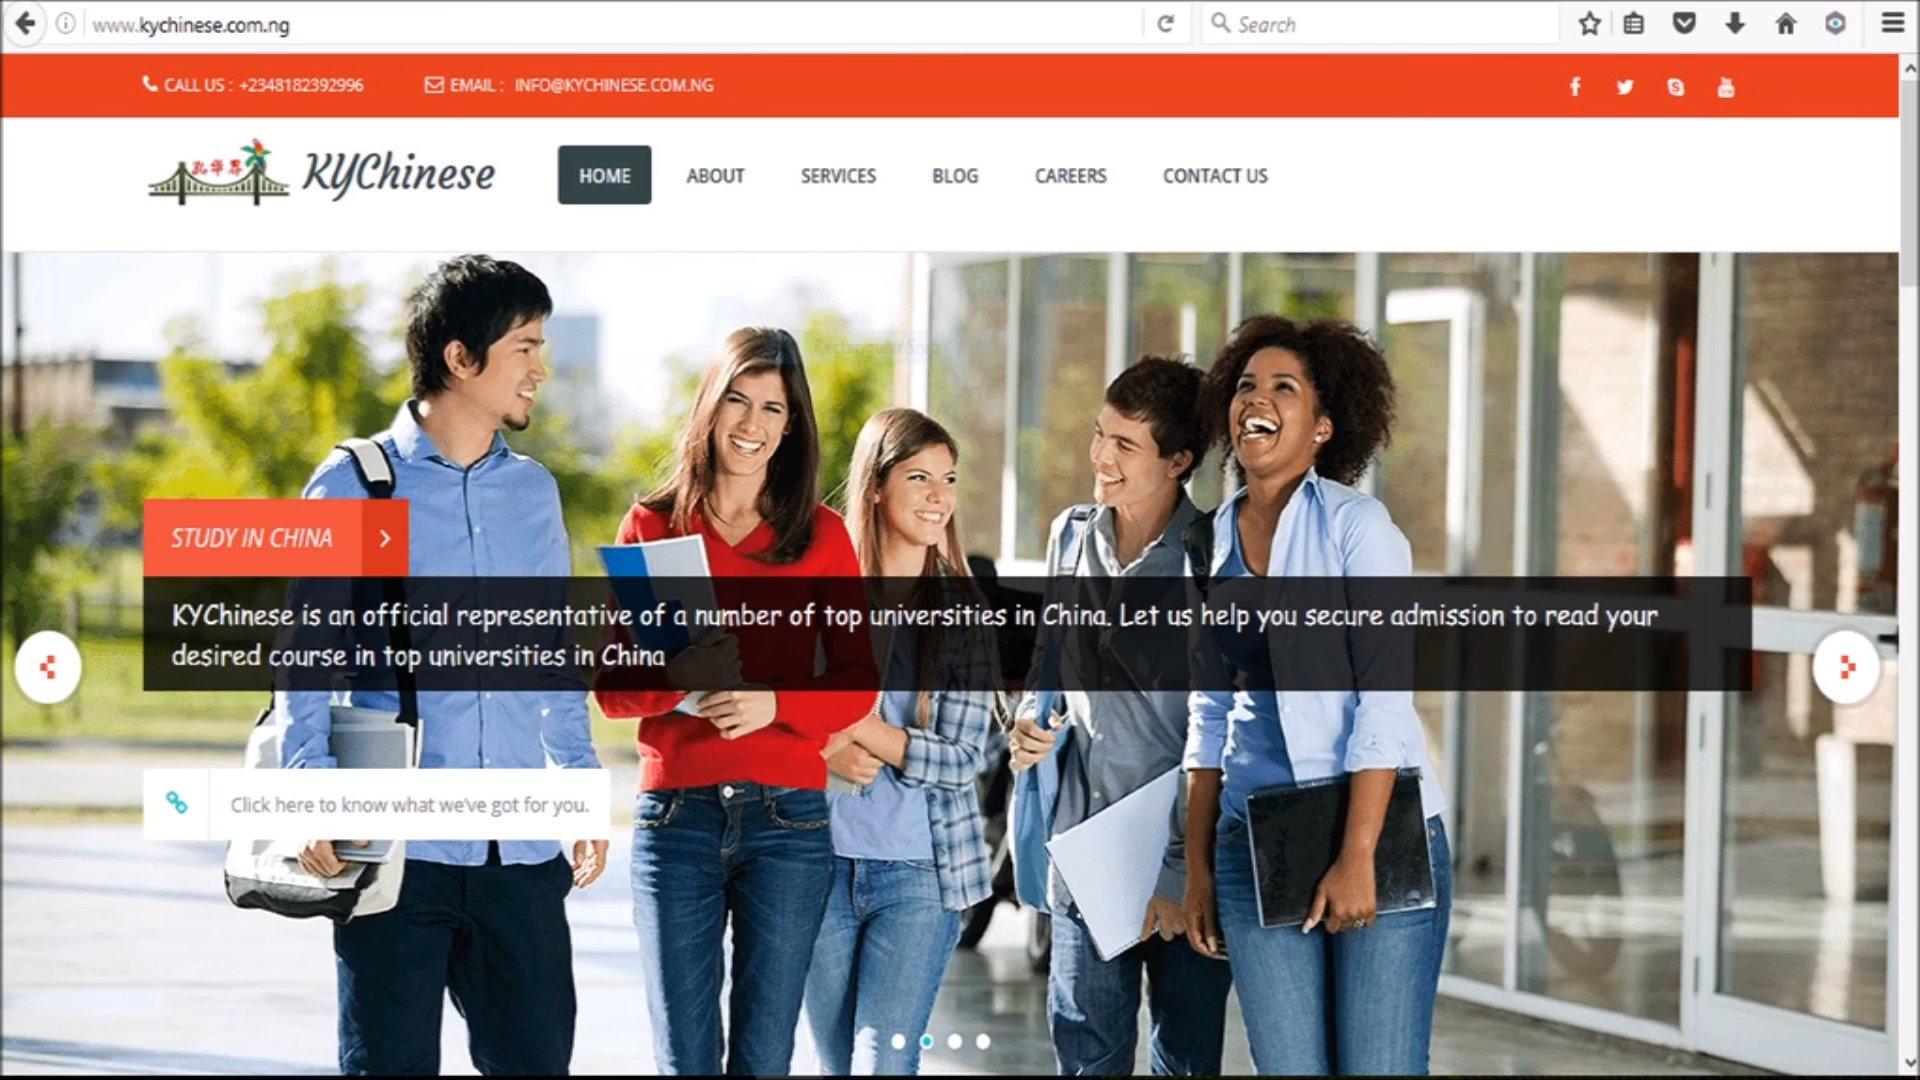 www.kychinese.com.ng
Search
CALL US : +2348182392996
EMAIL : INFO@KYCHINESE.COM.NG
孔华界
KYChinese
HOME
ABOUT
SERVICES
BLOG
CAREERS
CONTACT US
STUDY IN CHINA
KYChinese is an official representative of a number of top universities in China. Let us help you secure admission to read your
desired course in top universities in China
Click here to know what we've got for you.